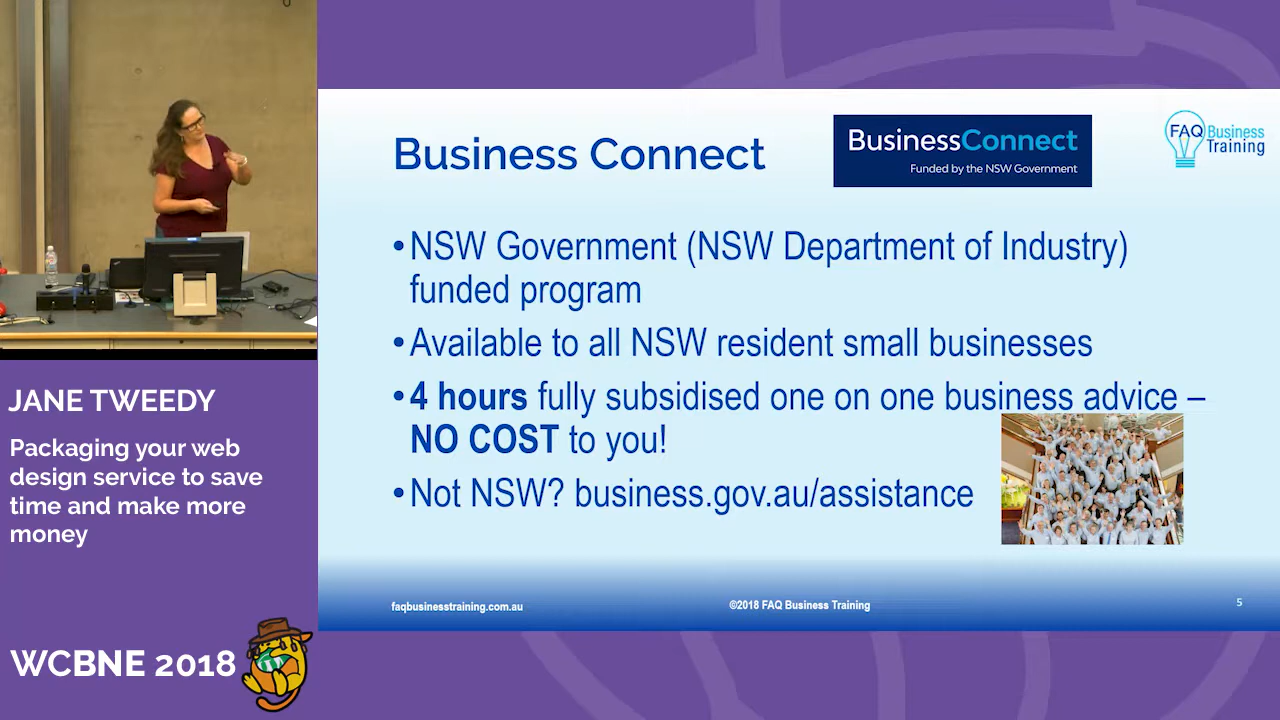 JANE TWEEDY
Packaging your web
design service to save
time and make more
money
WCBNE 2018
Business Connect
BusinessConnect
Funded by the NSW Government
FAQ Business
Training
•NSW Government (NSW Department of Industry)
funded program
•Available to all NSW resident small businesses
•4 hours fully subsidised one on one business advice –
NO COST to you!
•Not NSW? business.gov.au/assistance
faqbusinesstraining.com.au
©2018 FAQ Business Training
5